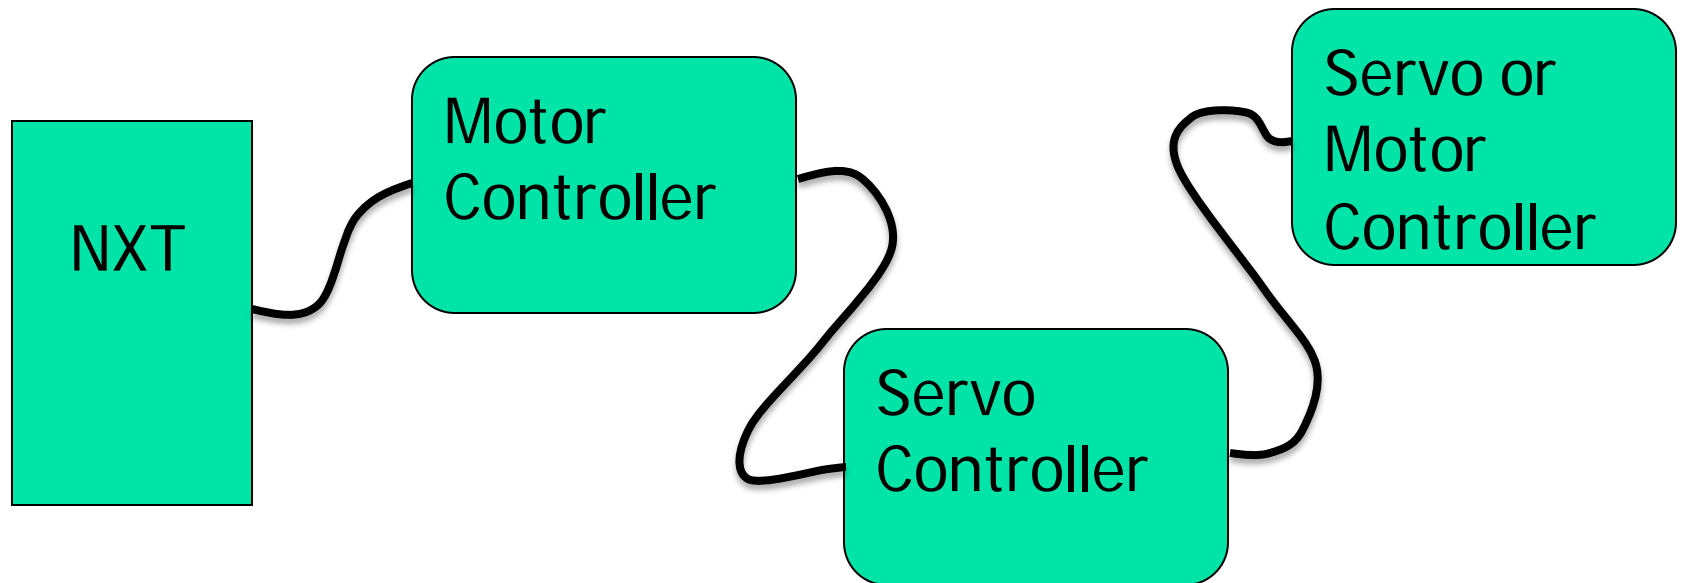 NXT
Motor
Controller
Servo
Controller
Servo or
Motor
Controller